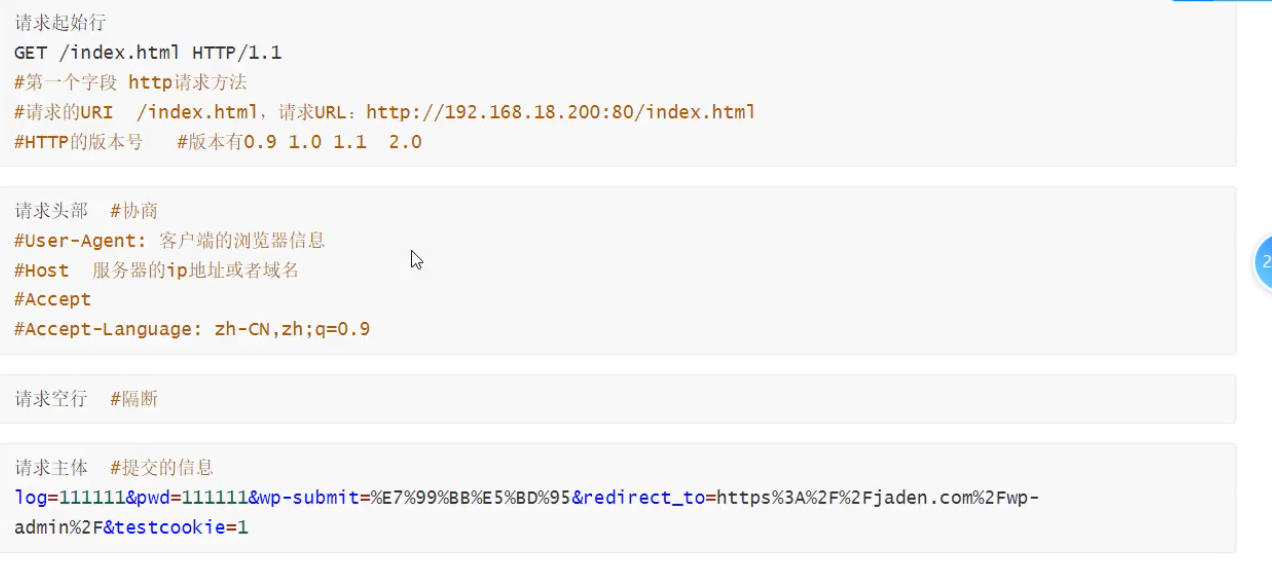 请求起始行
GET /index.html HTTP/1.1
#第一个字段 http请求方法
#请求的URI  /index.html，请求URL：http://192.168.18.200:80/index.html
#HTTP的版本号   #版本有0.9 1.0 1.1  2.0
请求头部  #协商
#User-Agent: 客户端的浏览器信息
#Host  服务器的ip地址或者域名
#Accept
#Accept-Language: zh-CN,zh;q=0.9
2
请求空行  #隔断
请求主体  #提交的信息
log=111111&pwd=111111&wp-submit=%E7%99%BB%E5%BD%95&redirect_to=https%3A%2F%2Fjaden.com%2Fwp-
admin%2F&testcookie=1